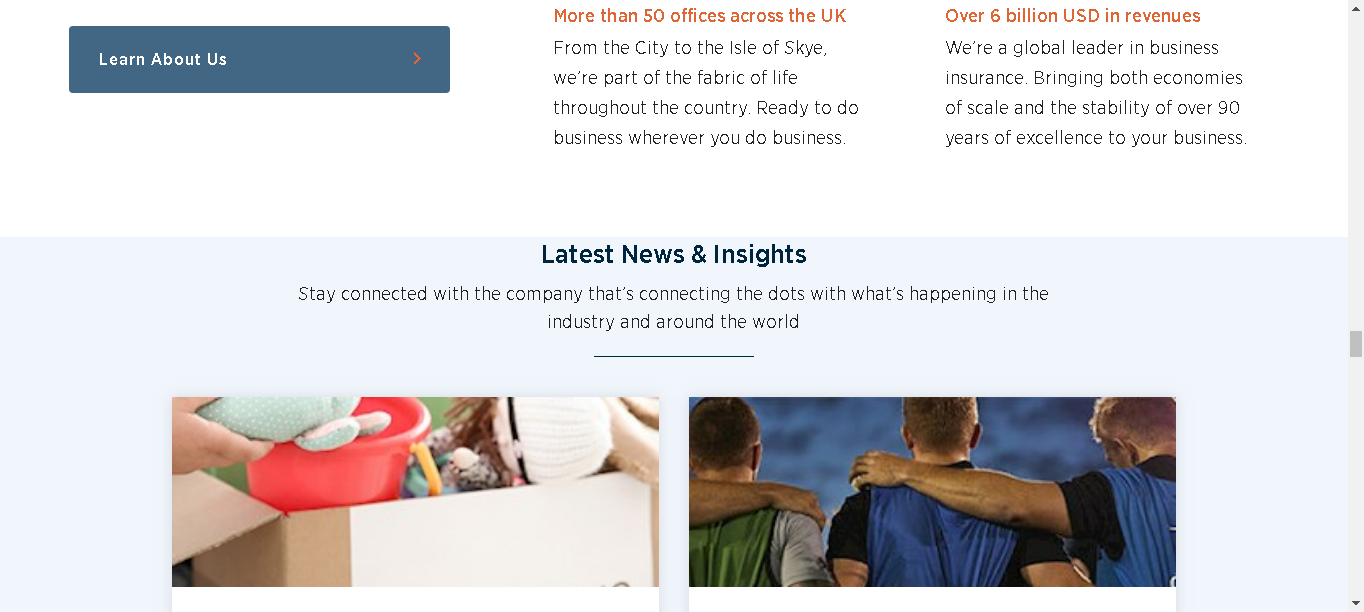 Learn About Us
More than 50 offices across the UK
From the City to the Isle of Skye,
we're part of the fabric of life
throughout the country. Ready to do
business wherever you do business.
Over 6 billion USD in revenues
We're a global leader in business
insurance. Bringing both economies
of scale and the stability of over 90
years of excellence to your business.
Latest News & Insights
Stay connected with the company that's connecting the dots with what's happening in the
industry and around the world